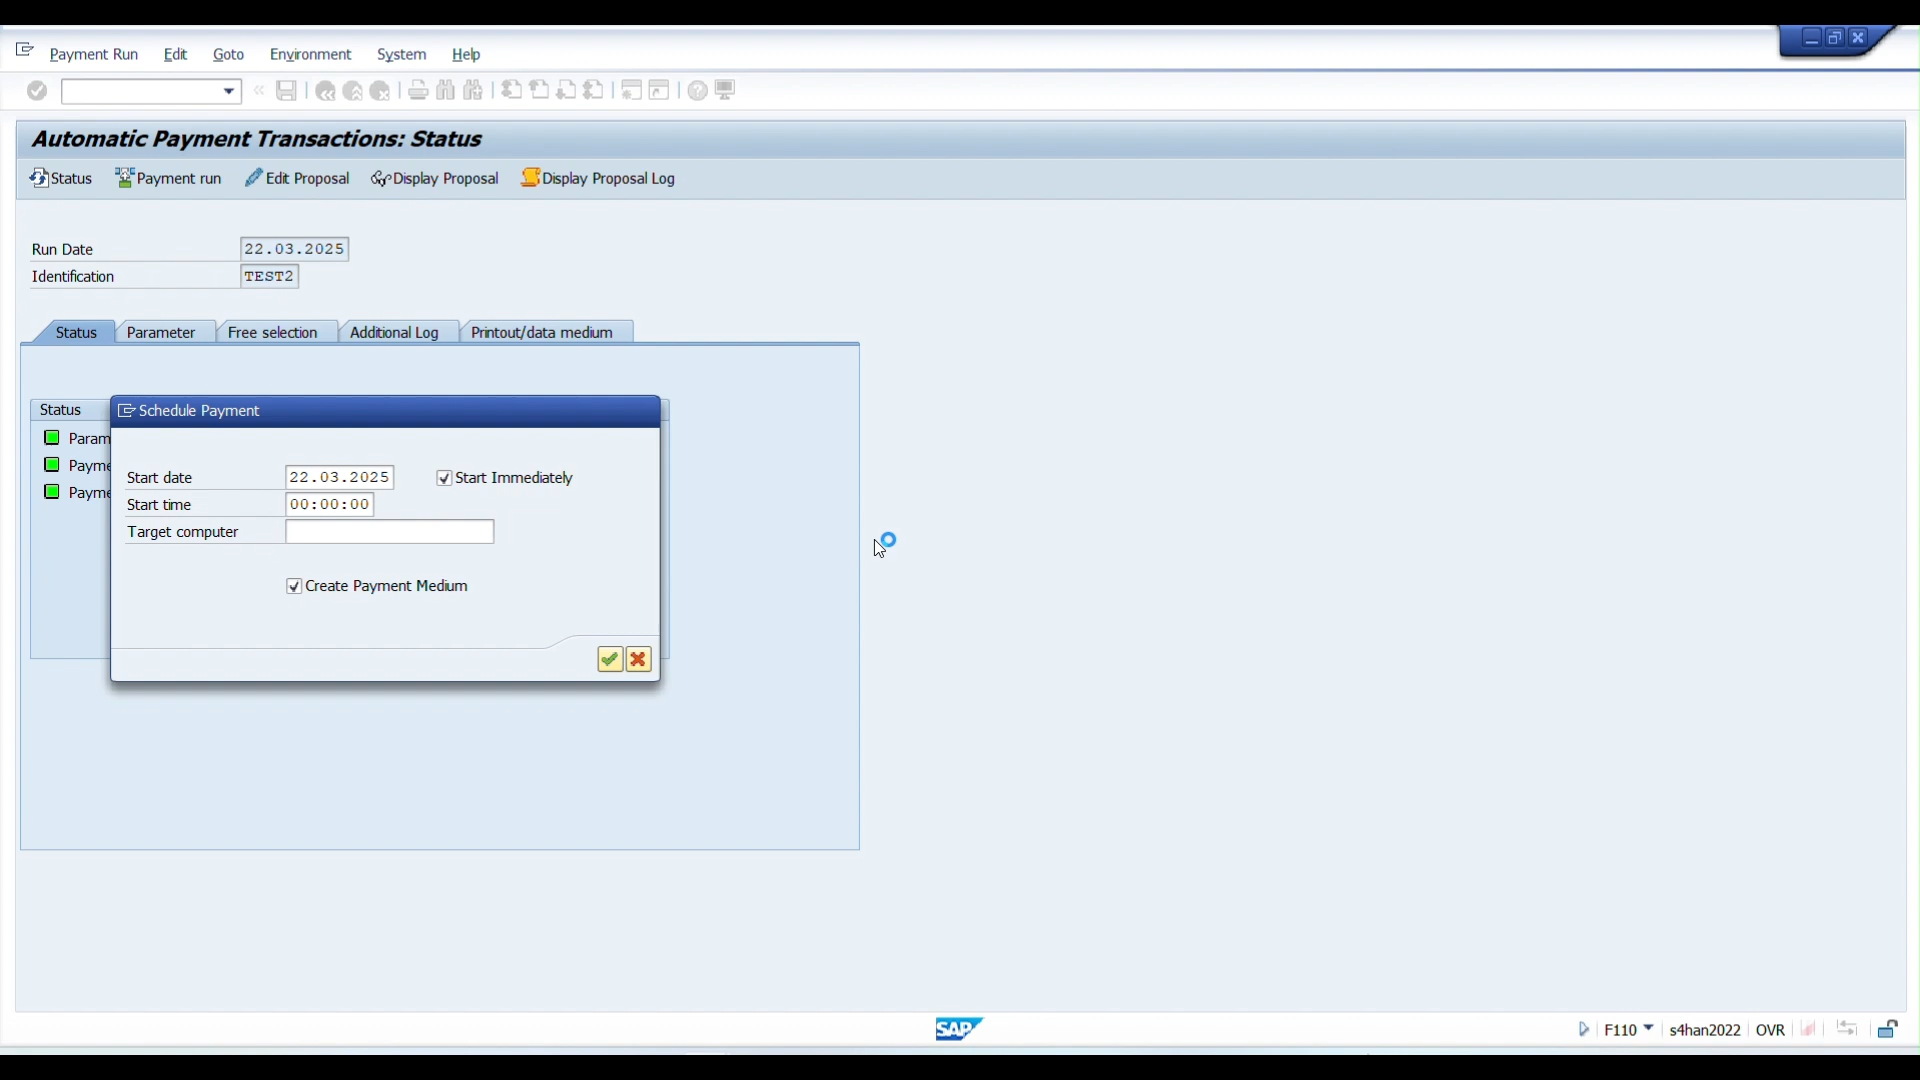 Payment Run Edit Goto Environment System Help
Automatic Payment Transactions: Status
Status Payment run Edit Proposal Display Proposal Display Proposal Log
Run Date 22.03.2025
Identification TEST2
Status Parameter Free selection Additional Log Printout/data medium
Status
Schedule Payment
Param
Payme
Payme
Start date 22.03.2025 Start Immediately
Start time 00:00:00
Target computer
Create Payment Medium
SAP F110 s4han2022 OVR